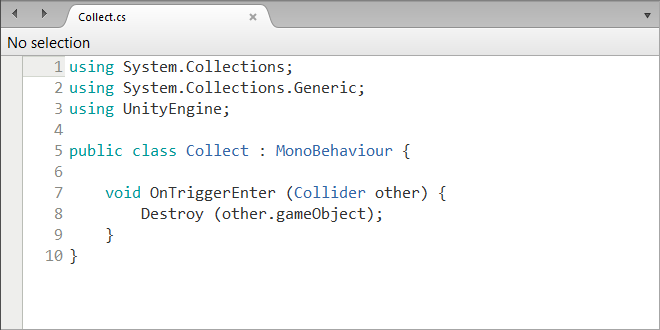 Collect.cs ×
No selection
1 using System.Collections;
2 using System.Collections.Generic;
3 using UnityEngine;
4
5 public class Collect : MonoBehaviour {
6
7     void OnTriggerEnter (Collider other) {
8         Destroy (other.gameObject);
9     }
10 }